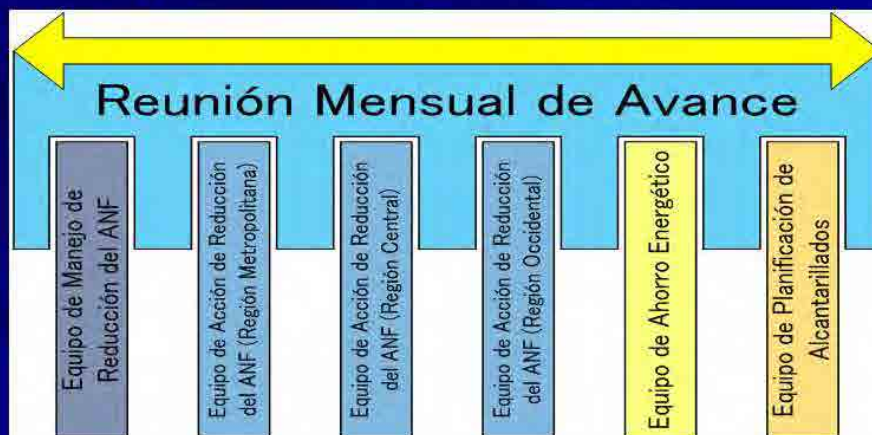 Reunión Mensual de Avance
Equipo de Manejo de
Reducción del ANF
Equipo de Acción de Reducción
del ANF (Región Metropolitana)
Equipo de Acción de Reducción
del ANF (Región Central)
Equipo de Acción de Reducción
del ANF (Región Occidental)
Equipo de Ahorro Energético
Equipo de Planificación de
Alcantarillados